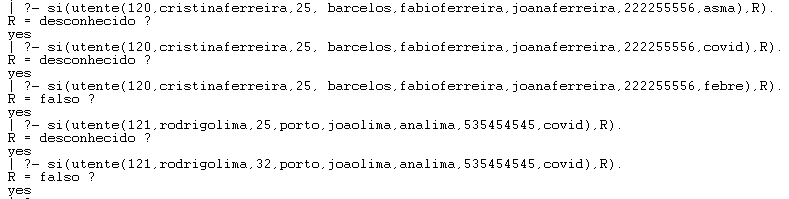 | ?- si(utente(120,cristinaferreira,25, barcelos,fabioferreira,joanaferreira,222255556,asma),R).
R = desconhecido ?
yes
| ?- si(utente(120,cristinaferreira,25, barcelos,fabioferreira,joanaferreira,222255556,covid),R).
R = desconhecido ?
yes
| ?- si(utente(120,cristinaferreira,25, barcelos,fabioferreira,joanaferreira,222255556,febre),R).
R = falso ?
yes
| ?- si(utente(121,rodrigolima,25,porto,joaolima,analima,535454545,covid),R).
R = desconhecido ?
yes
| ?- si(utente(121,rodrigolima,32,porto,joaolima,analima,535454545,covid),R).
R = falso ?
yes